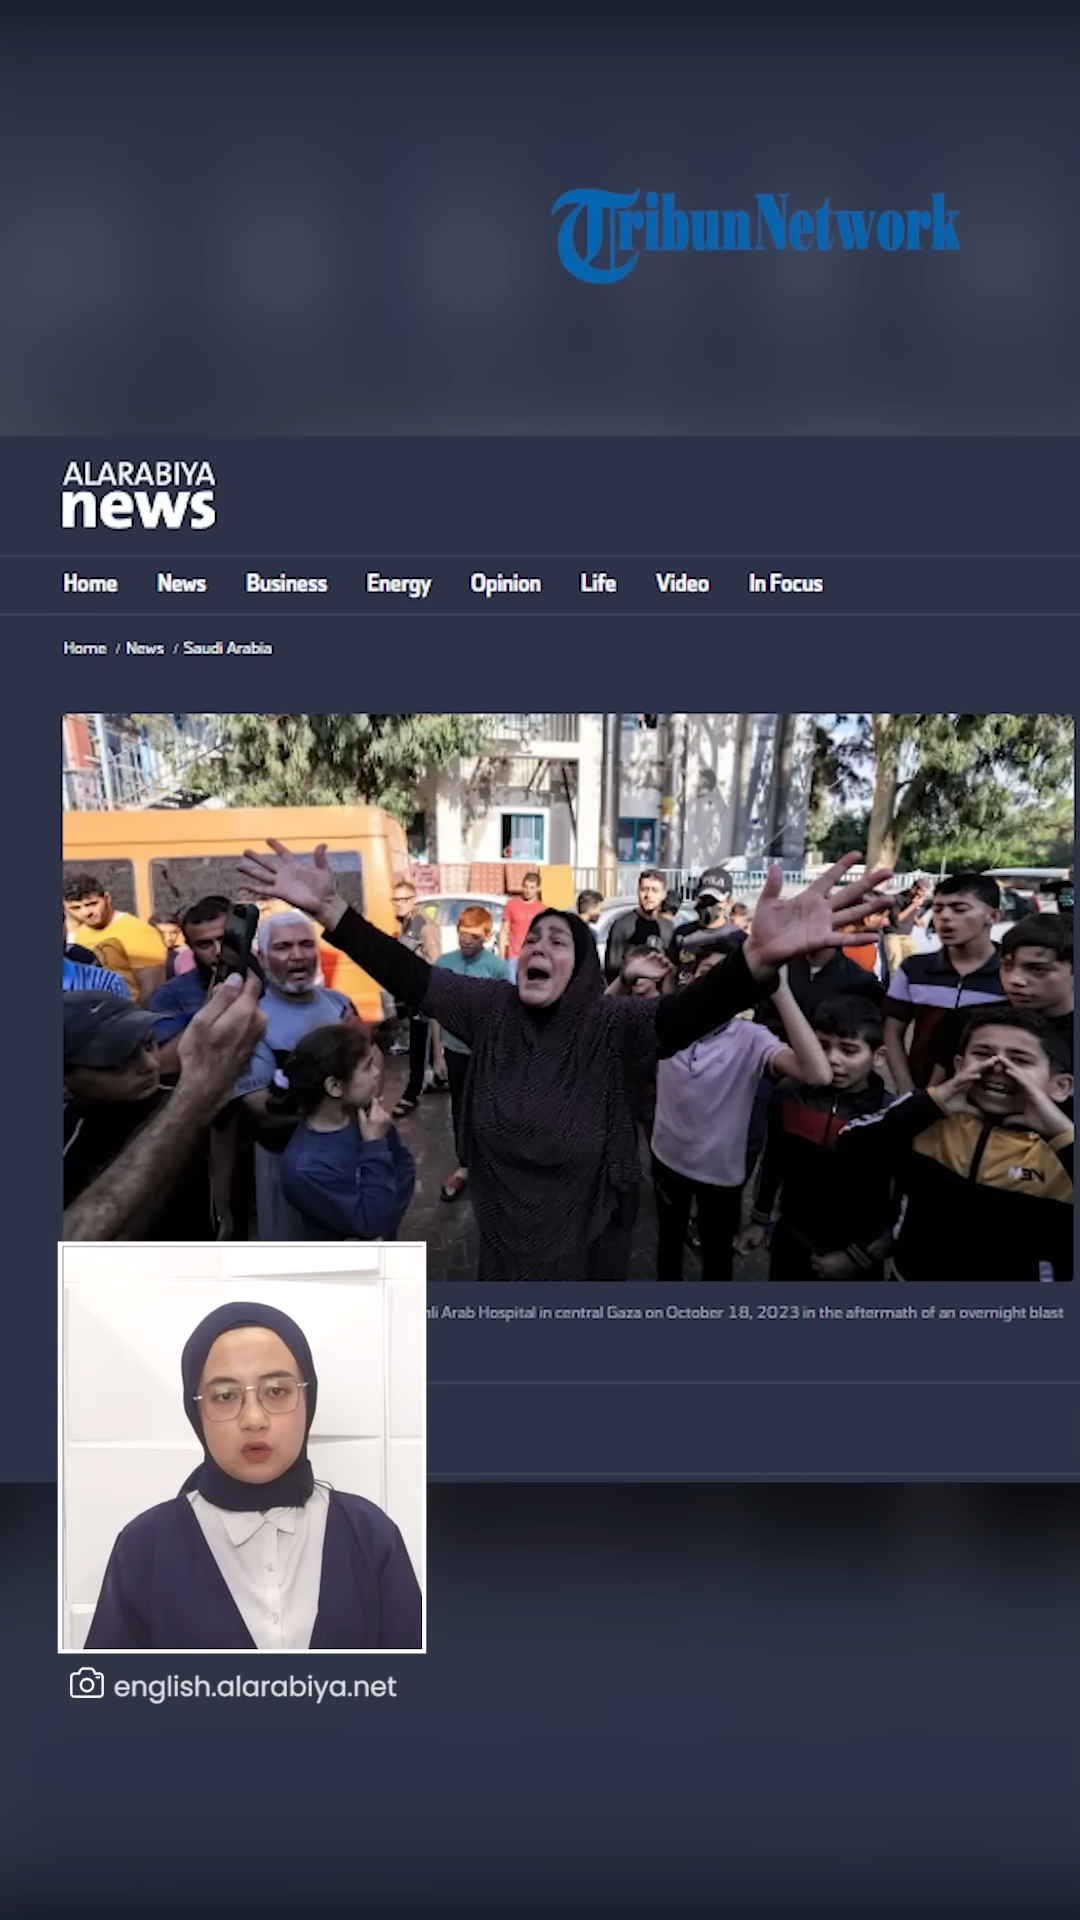 TribunNetwork
ALARABIYA
news
Home News Business Energy Opinion Life Video In Focus
Home / News / Saudi Arabia
Arab Hospital in central Gaza on October 18, 2023 in the aftermath of an overnight blast
english.alarabiya.net